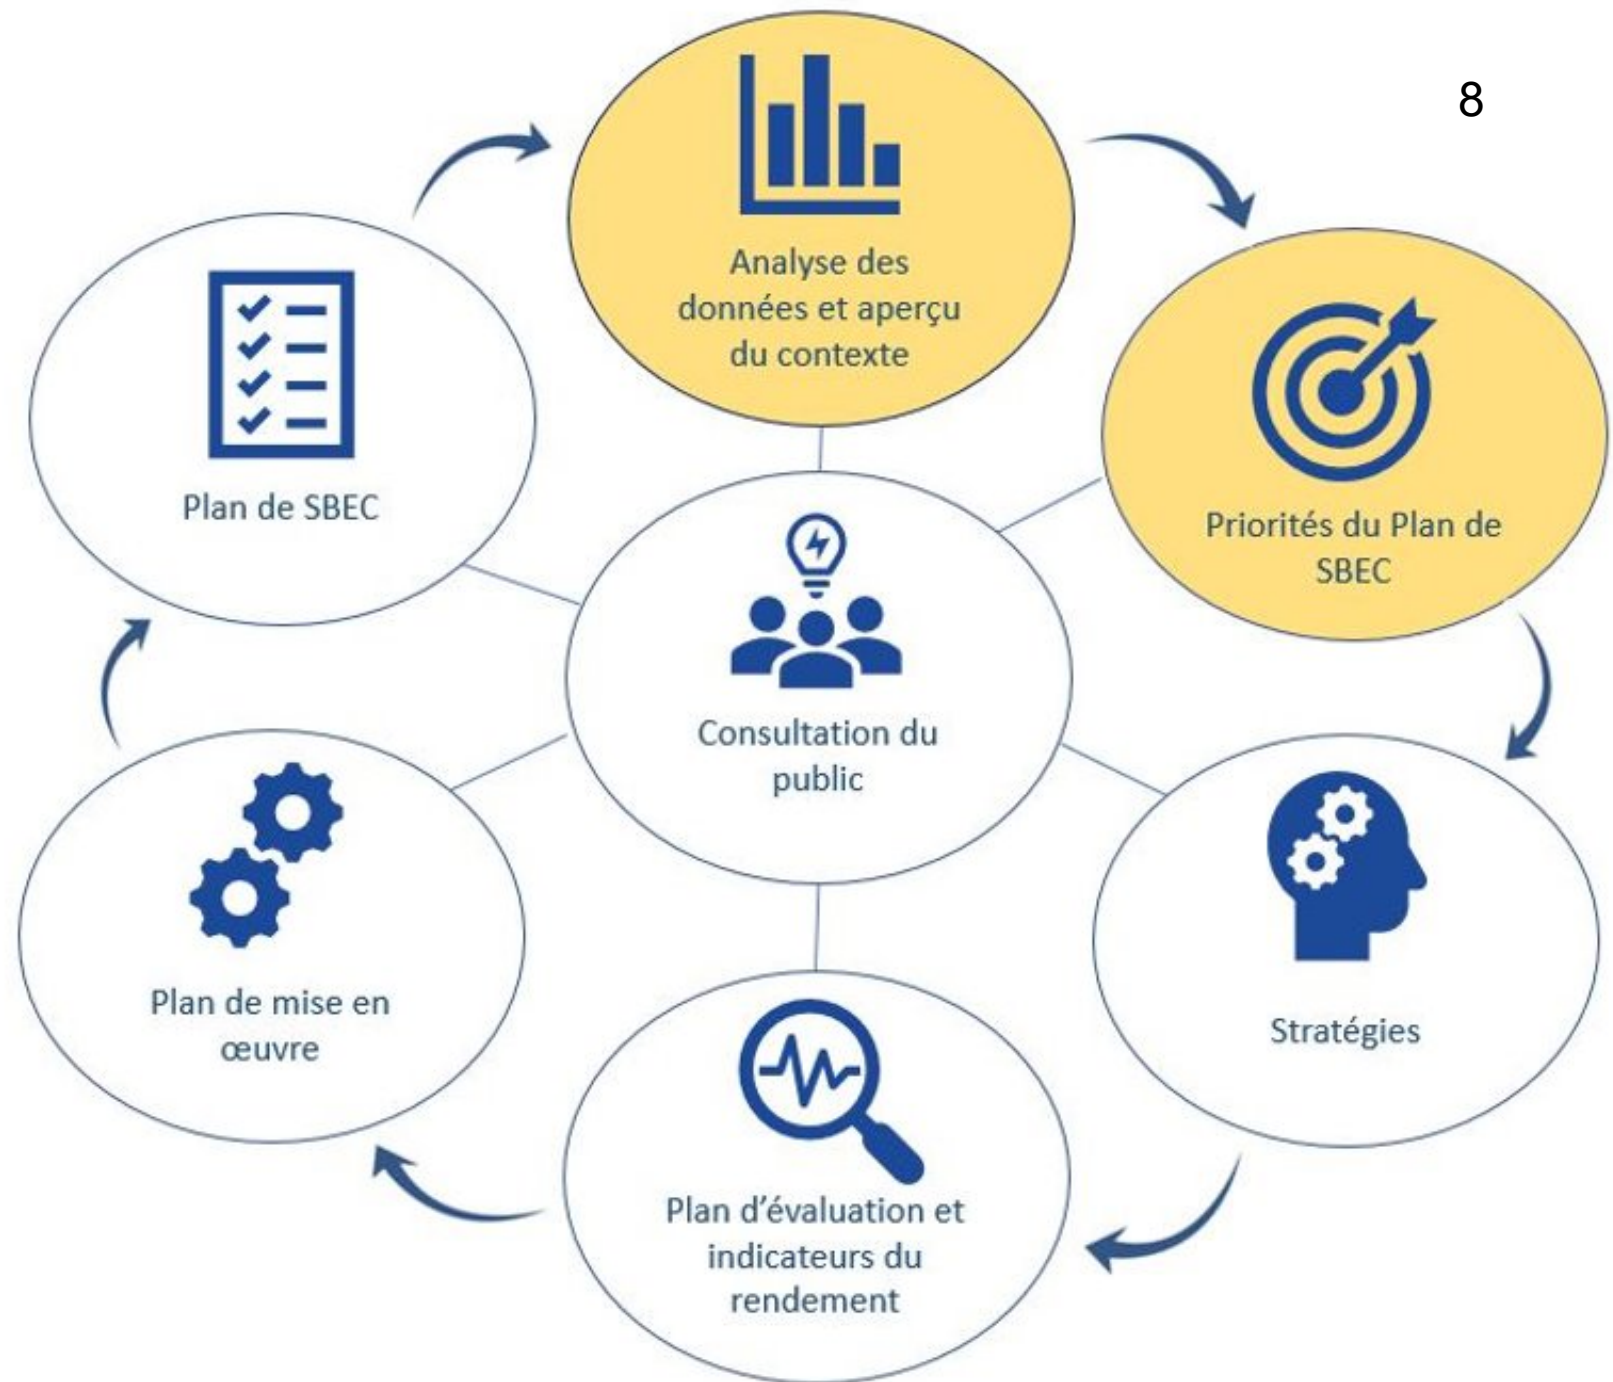 8
Analyse des
données et aperçu
du contexte
Priorités du Plan de
SBEC
Stratégies
Plan d’évaluation et
indicateurs du
rendement
Plan de mise en
œuvre
Plan de SBEC
Consultation du
public